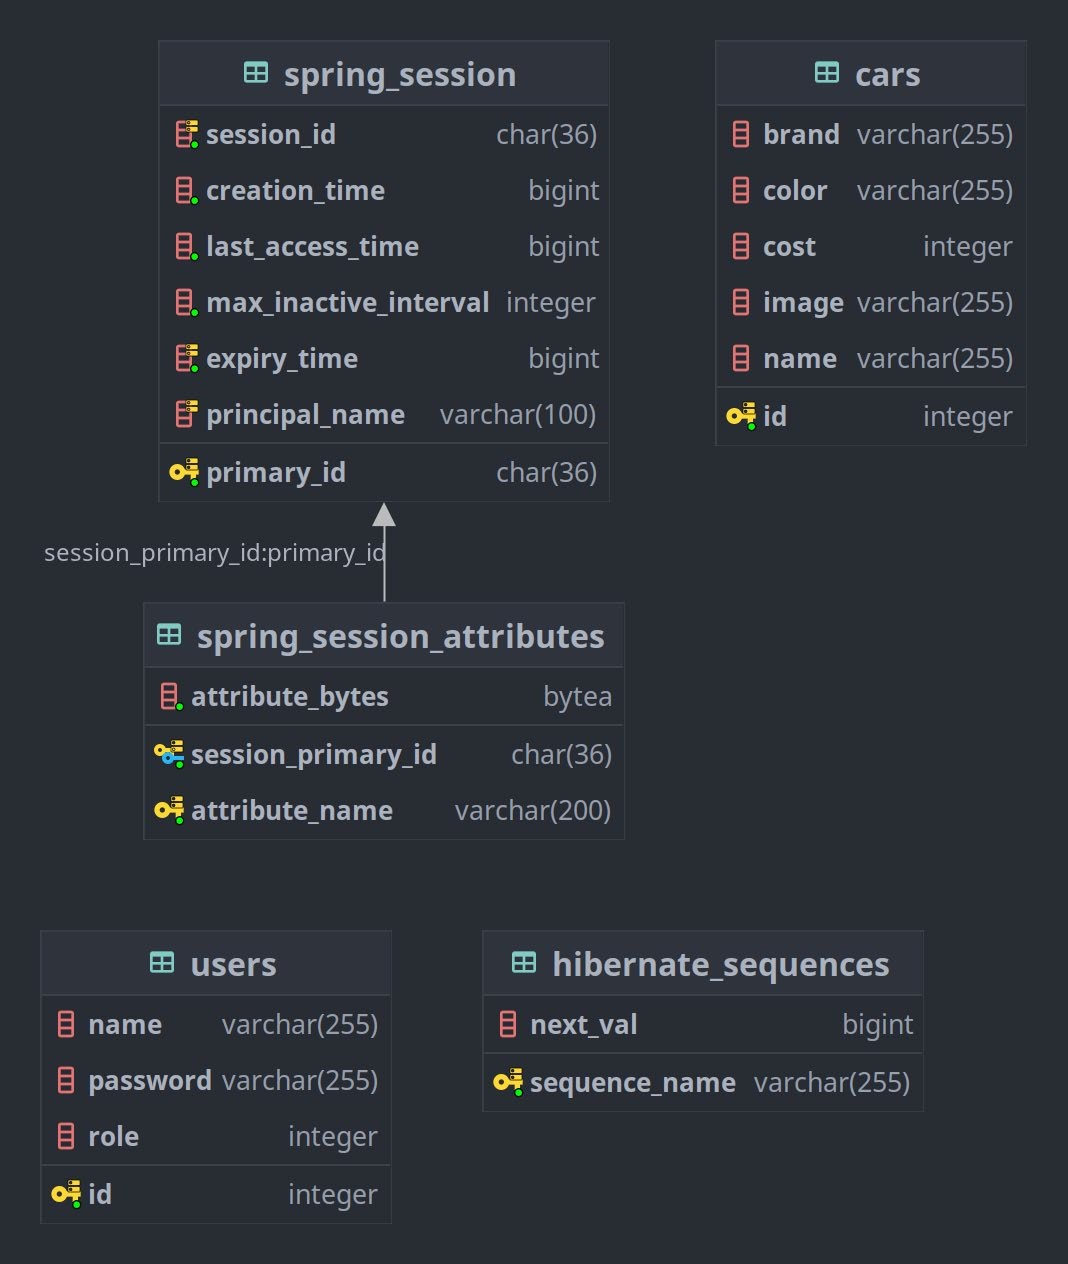 spring_session
session_id char(36)
creation_time bigint
last_access_time bigint
max_inactive_interval integer
expiry_time bigint
principal_name varchar(100)
primary_id char(36)
cars
brand varchar(255)
color varchar(255)
cost integer
image varchar(255)
name varchar(255)
id integer
session_primary_id:primary_id
spring_session_attributes
attribute_bytes bytea
session_primary_id char(36)
attribute_name varchar(200)
users
name varchar(255)
password varchar(255)
role integer
id integer
hibernate_sequences
next_val bigint
sequence_name varchar(255)